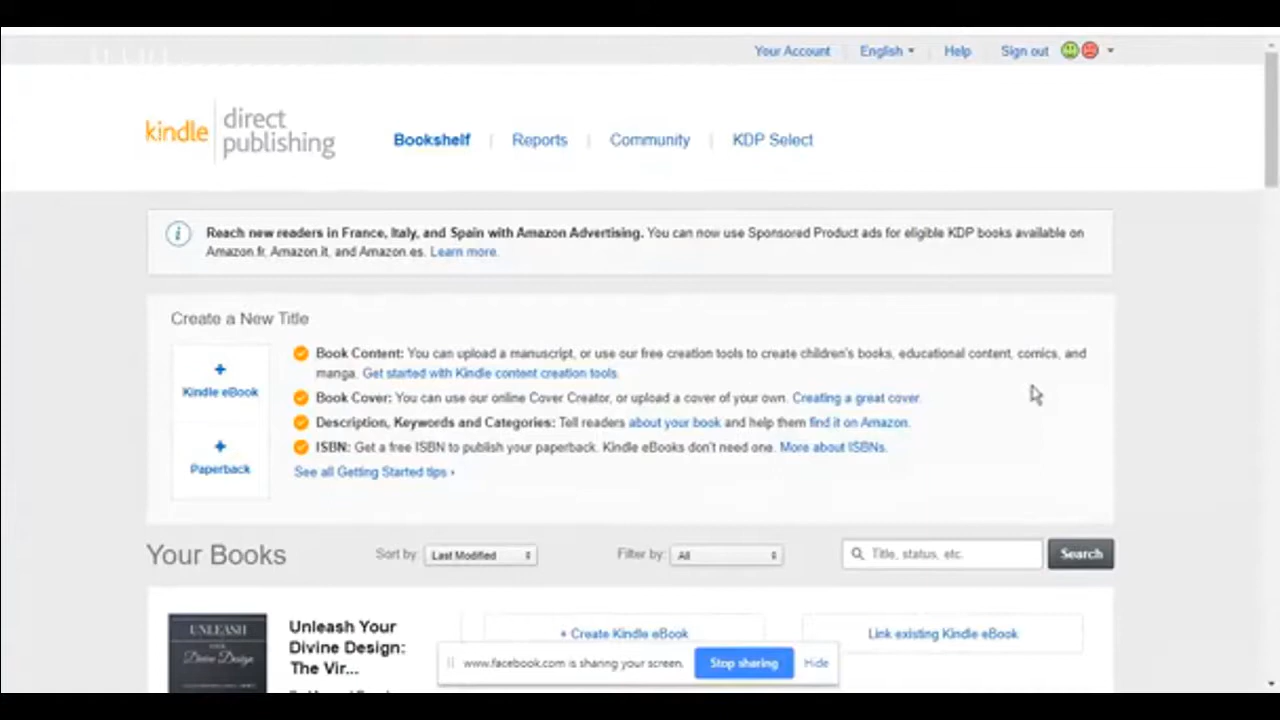 Your Account English Help Sign out
kindle direct publishing
Bookshelf Reports Community KDP Select
Reach new readers in France, Italy, and Spain with Amazon Advertising. You can now use Sponsored Product ads for eligible KDP books available on
Amazon.fr, Amazon.it, and Amazon.es. Learn more.
Create a New Title
+ Kindle eBook
+ Paperback
Book Content: You can upload a manuscript, or use our free creation tools to create children's books, educational content, comics, and
manga. Get started with Kindle content creation tools.
Book Cover: You can use our online Cover Creator, or upload a cover of your own. Creating a great cover.
Description, Keywords and Categories: Tell readers about your book and help them find it on Amazon.
ISBN: Get a free ISBN to publish your paperback. Kindle eBooks don't need one. More about ISBNs.
See all Getting Started tips ›
Your Books Sort by Last Modified Filter by: All Title, status, etc. Search
UNLEASH
YOUR
Divine Design
Unleash Your
Divine Design:
The Vir...
+ Create Kindle eBook
Link existing Kindle eBook
www.facebook.com is sharing your screen. Stop sharing Hide